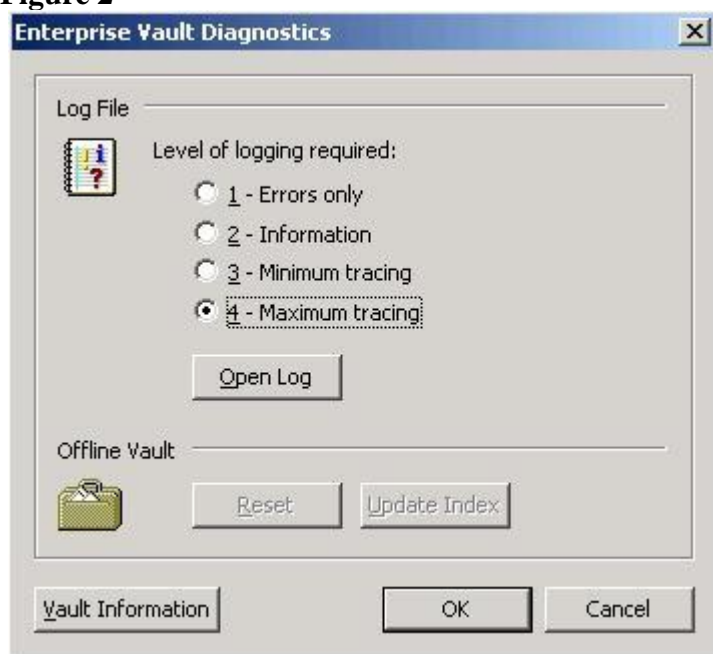 Figure 2
Enterprise Vault Diagnostics
Log File
Level of logging required:
1 - Errors only
2 - Information
3 - Minimum tracing
4 - Maximum tracing
Open Log
Offline Vault
Reset
Update Index
Vault Information
OK
Cancel